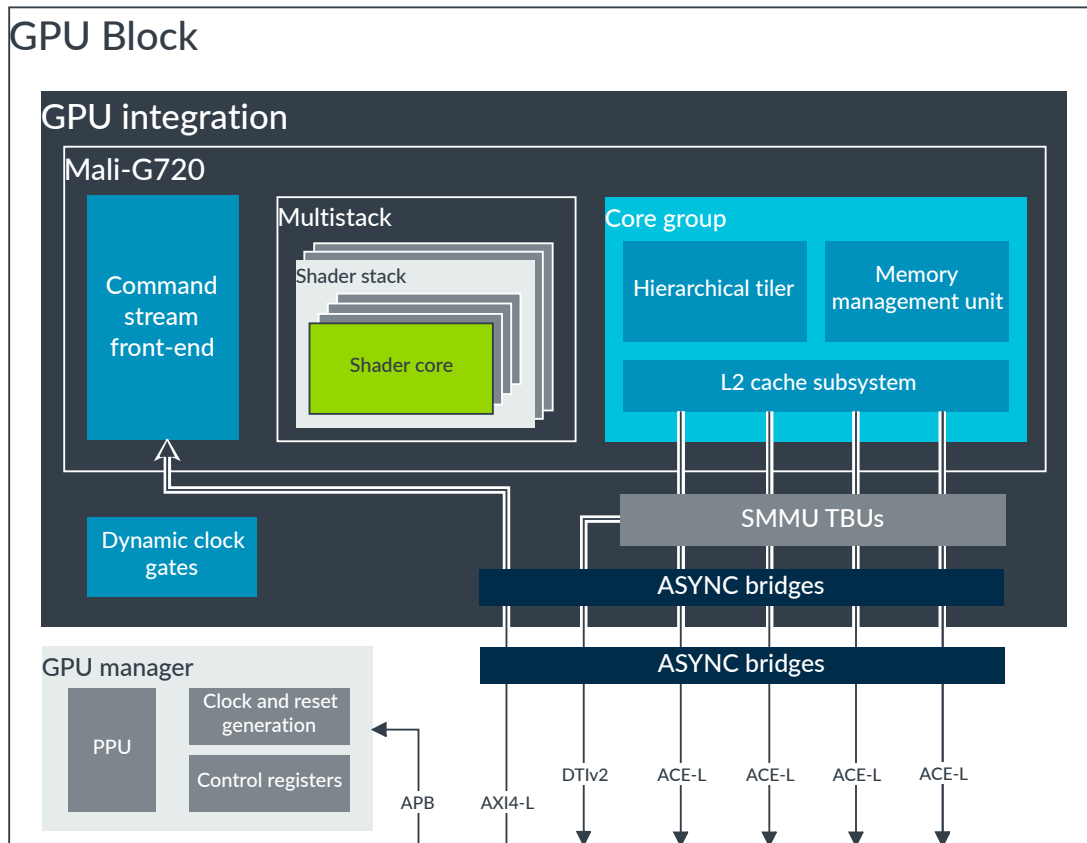 GPU Block
GPU integration
Mali-G720
Command
stream
front-end
Multistack
Shader stack
Shader core
Core group
Hierarchical tiler
Memory
management unit
L2 cache subsystem
SMMU TBUs
Dynamic clock
gates
ASYNC bridges
ASYNC bridges
GPU manager
PPU
Clock and reset
generation
Control registers
APB
AXI4-L
DTIv2
ACE-L
ACE-L
ACE-L
ACE-L